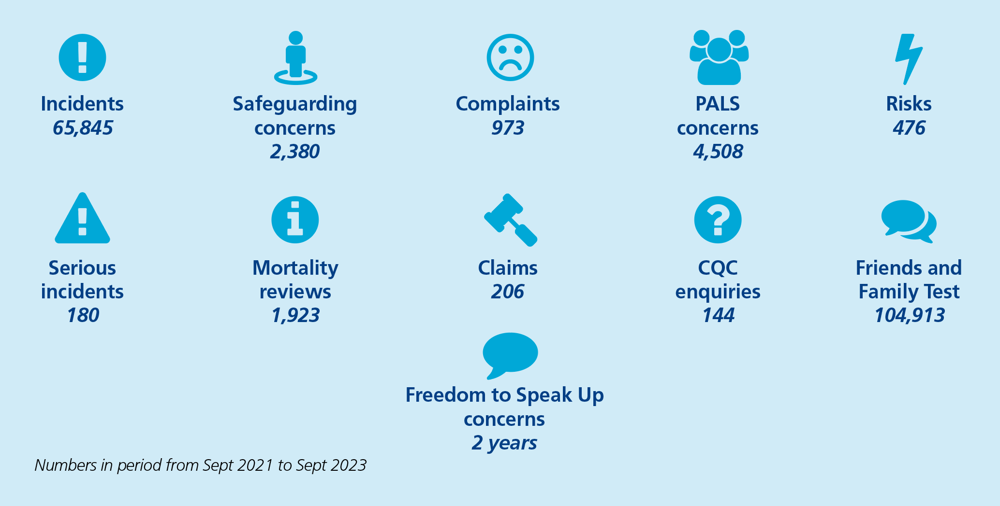 Incidents
65,845
Safeguarding
concerns
2,380
Complaints
973
PALS
concerns
4,508
Risks
476
Serious
incidents
180
Mortality
reviews
1,923
Claims
206
CQC
enquiries
144
Friends and
Family Test
104,913
Freedom to Speak Up
concerns
2 years
Numbers in period from Sept 2021 to Sept 2023